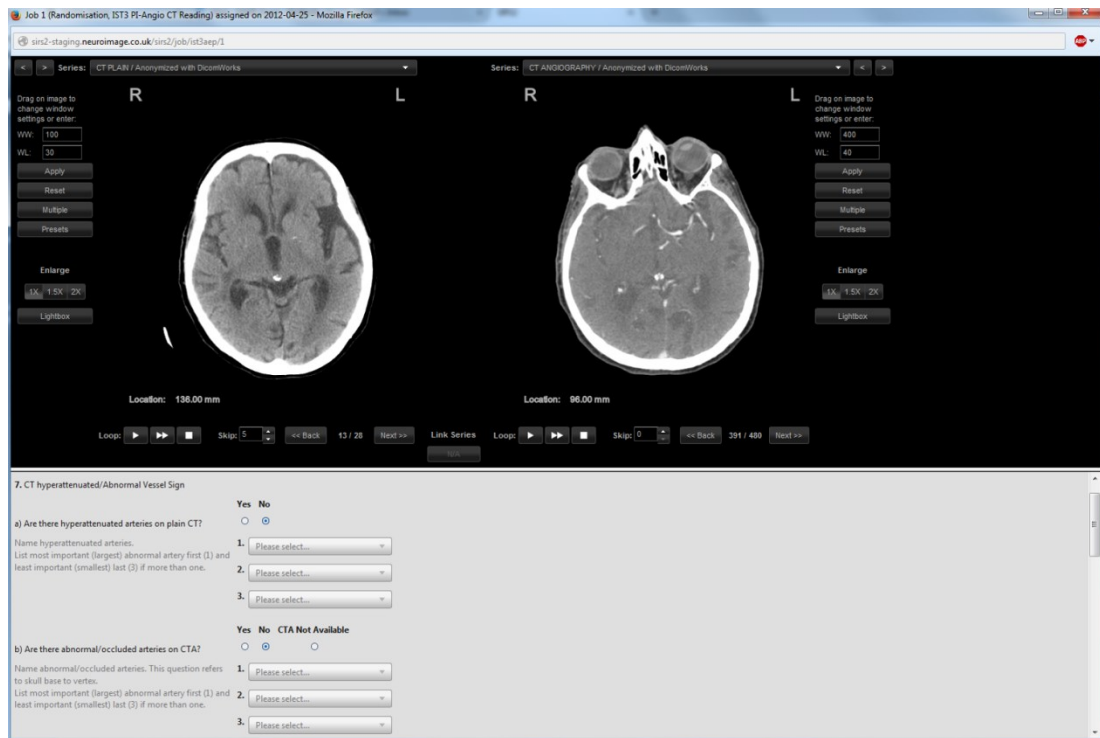 Job 1 (Randomisation, IST3 PI-Angio CT Reading) assigned on 2012-04-25 - Mozilla Firefox
sirs2-staging.neuroimage.co.uk/sirs2/job/ist3aep/1
ABP
< > Series: CT PLAIN / Anonymized with DicomWorks
Series: CT ANGIOGRAPHY / Anonymized with DicomWorks < >
Drag on image to
change window
settings or enter:
WW: 100
WL: 30
Apply
Reset
Multiple
Presets
Enlarge
1X 1.5X 2X
Lightbox
R L
Location: 136.00 mm
R L
Location: 96.00 mm
Drag on image to
change window
settings or enter:
WW: 400
WL: 40
Apply
Reset
Multiple
Presets
Enlarge
1X 1.5X 2X
Lightbox
Loop: Skip: 5 << Back 13 / 28 Next >>
Link Series
N/A
Loop: Skip: 0 << Back 391 / 480 Next >>
7. CT hyperattenuated/Abnormal Vessel Sign
Yes No
a) Are there hyperattenuated arteries on plain CT?
Name hyperattenuated arteries.
List most important (largest) abnormal artery first (1) and
least important (smallest) last (3) if more than one.
1. Please select...
2. Please select...
3. Please select...
Yes No CTA Not Available
b) Are there abnormal/occluded arteries on CTA?
Name abnormal/occluded arteries. This question refers
to skull base to vertex.
List most important (largest) abnormal artery first (1) and
least important (smallest) last (3) if more than one.
1. Please select...
2. Please select...
3. Please select...